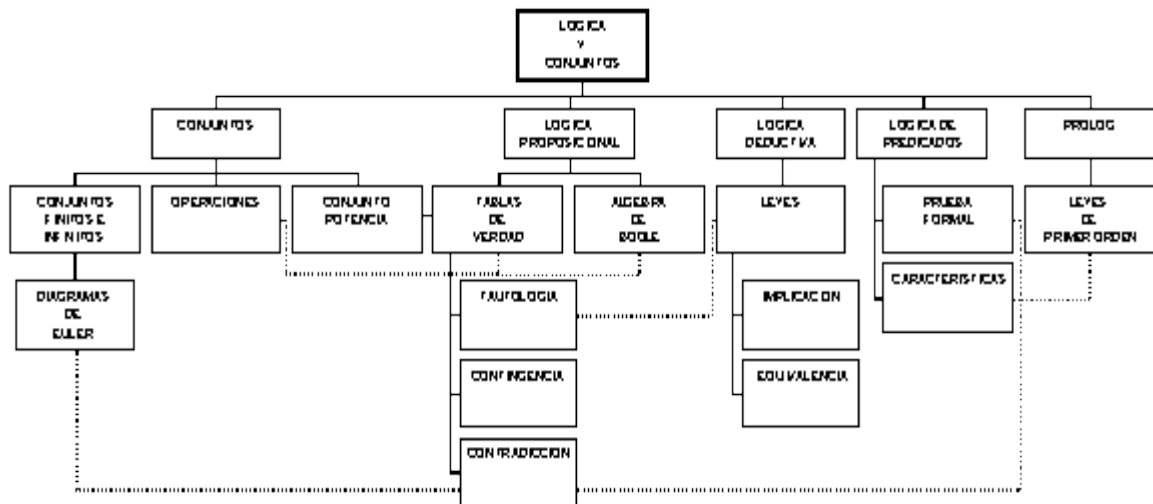 LOGICA
Y
CONJUNTOS
CONJUNTOS
LOGICA
PROPOSICIONAL
LOGICA
DEDUCTIVA
LOGICA DE
PREDICADOS
PROLOG
CONJUNTOS
FINITOS E
INFINITOS
OPERACIONES
CONJUNTO
POTENCIA
TABLAS
DE
VERDAD
ALGEBRA
DE
BOOLE
LEYES
PRUEBA
FORMAL
LEYES
DE
PRIMER ORDEN
DIAGRAMAS
DE
EULER
TAUTOLOGIA
IMPLICACION
CARACTERISTICAS
CONTINGENCIA
EQUIVALENCIA
CONTRADICCION